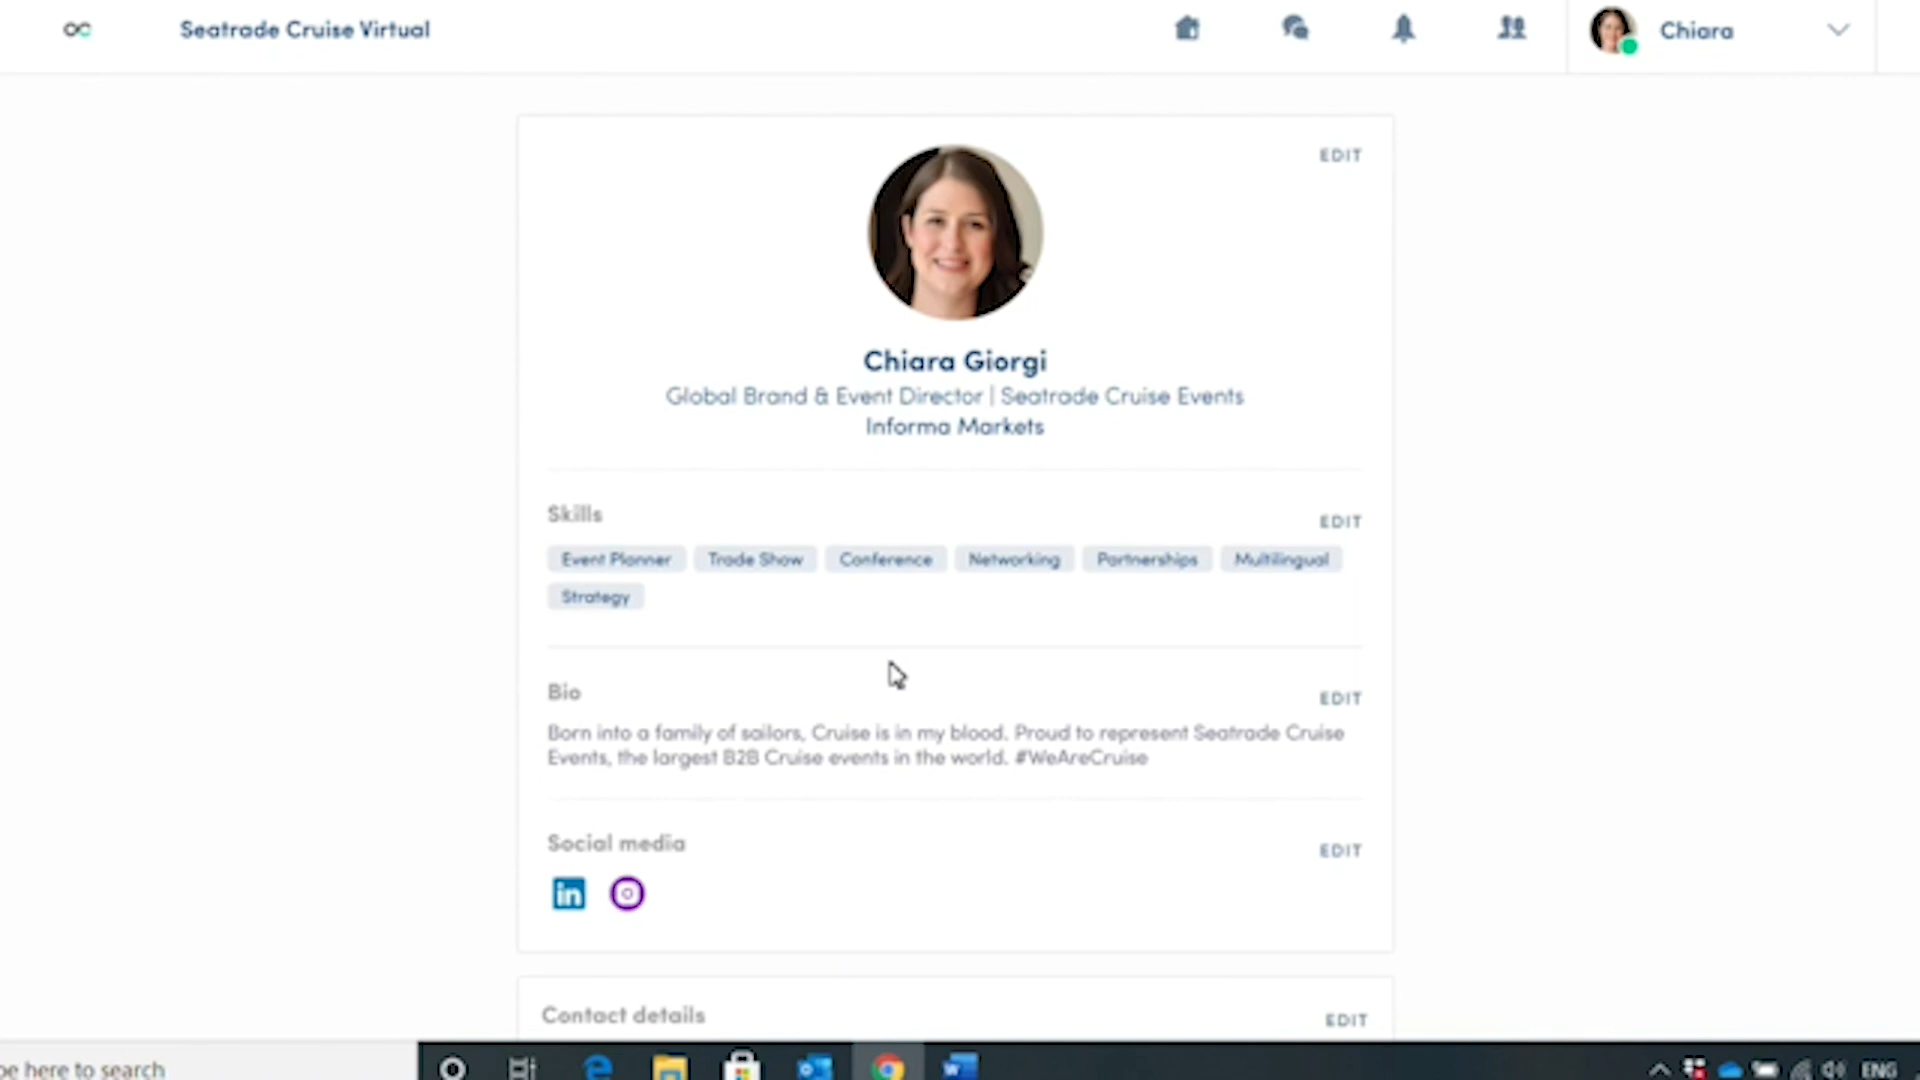 Seatrade Cruise Virtual
Chiara
EDIT
Chiara Giorgi
Global Brand & Event Director | Seatrade Cruise Events
Informa Markets
Skills
EDIT
Event Planner Trade Show Conference Networking Partnerships Multilingual
Strategy
Bio
EDIT
Born into a family of sailors, Cruise is in my blood. Proud to represent Seatrade Cruise
Events, the largest B2B Cruise events in the world. #WeAreCruise
Social media
EDIT
in
Contact details
EDIT
pe here to search
W
ENG